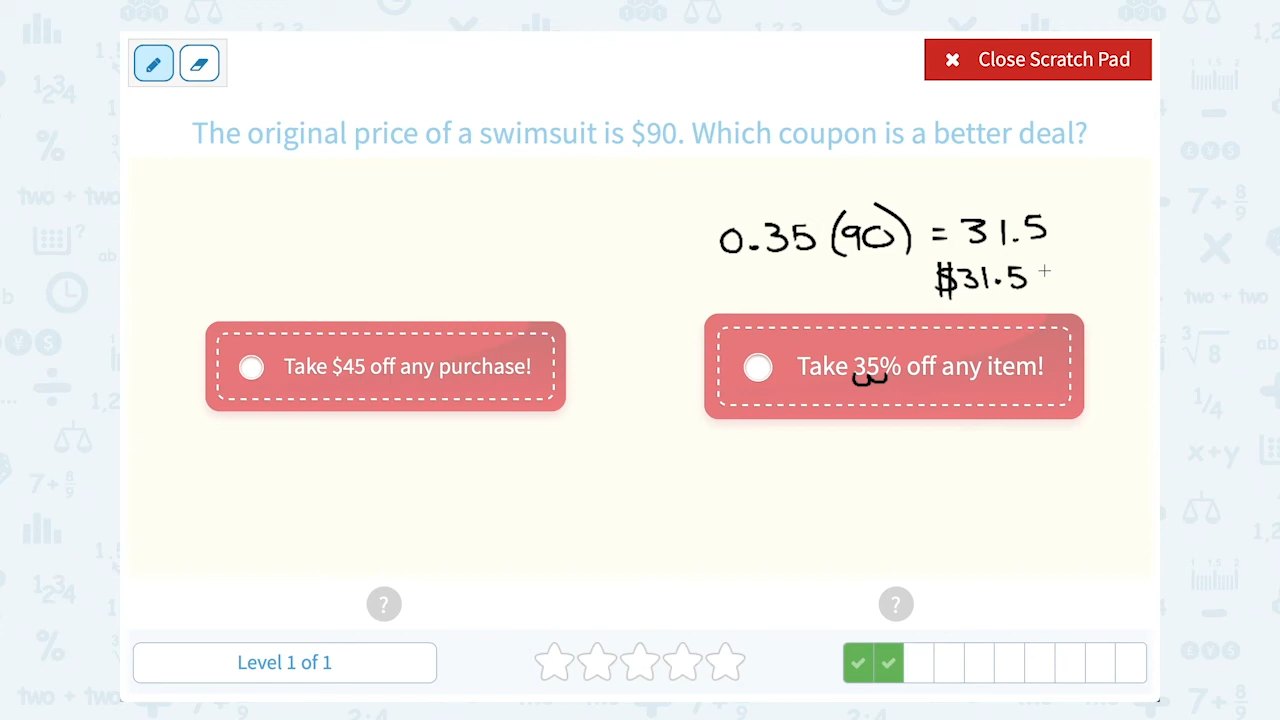 Close Scratch Pad
The original price of a swimsuit is $90. Which coupon is a better deal?
0.35 (90) = 31.5
$31.5
Take $45 off any purchase!
Take 35% off any item!
?
?
Level 1 of 1